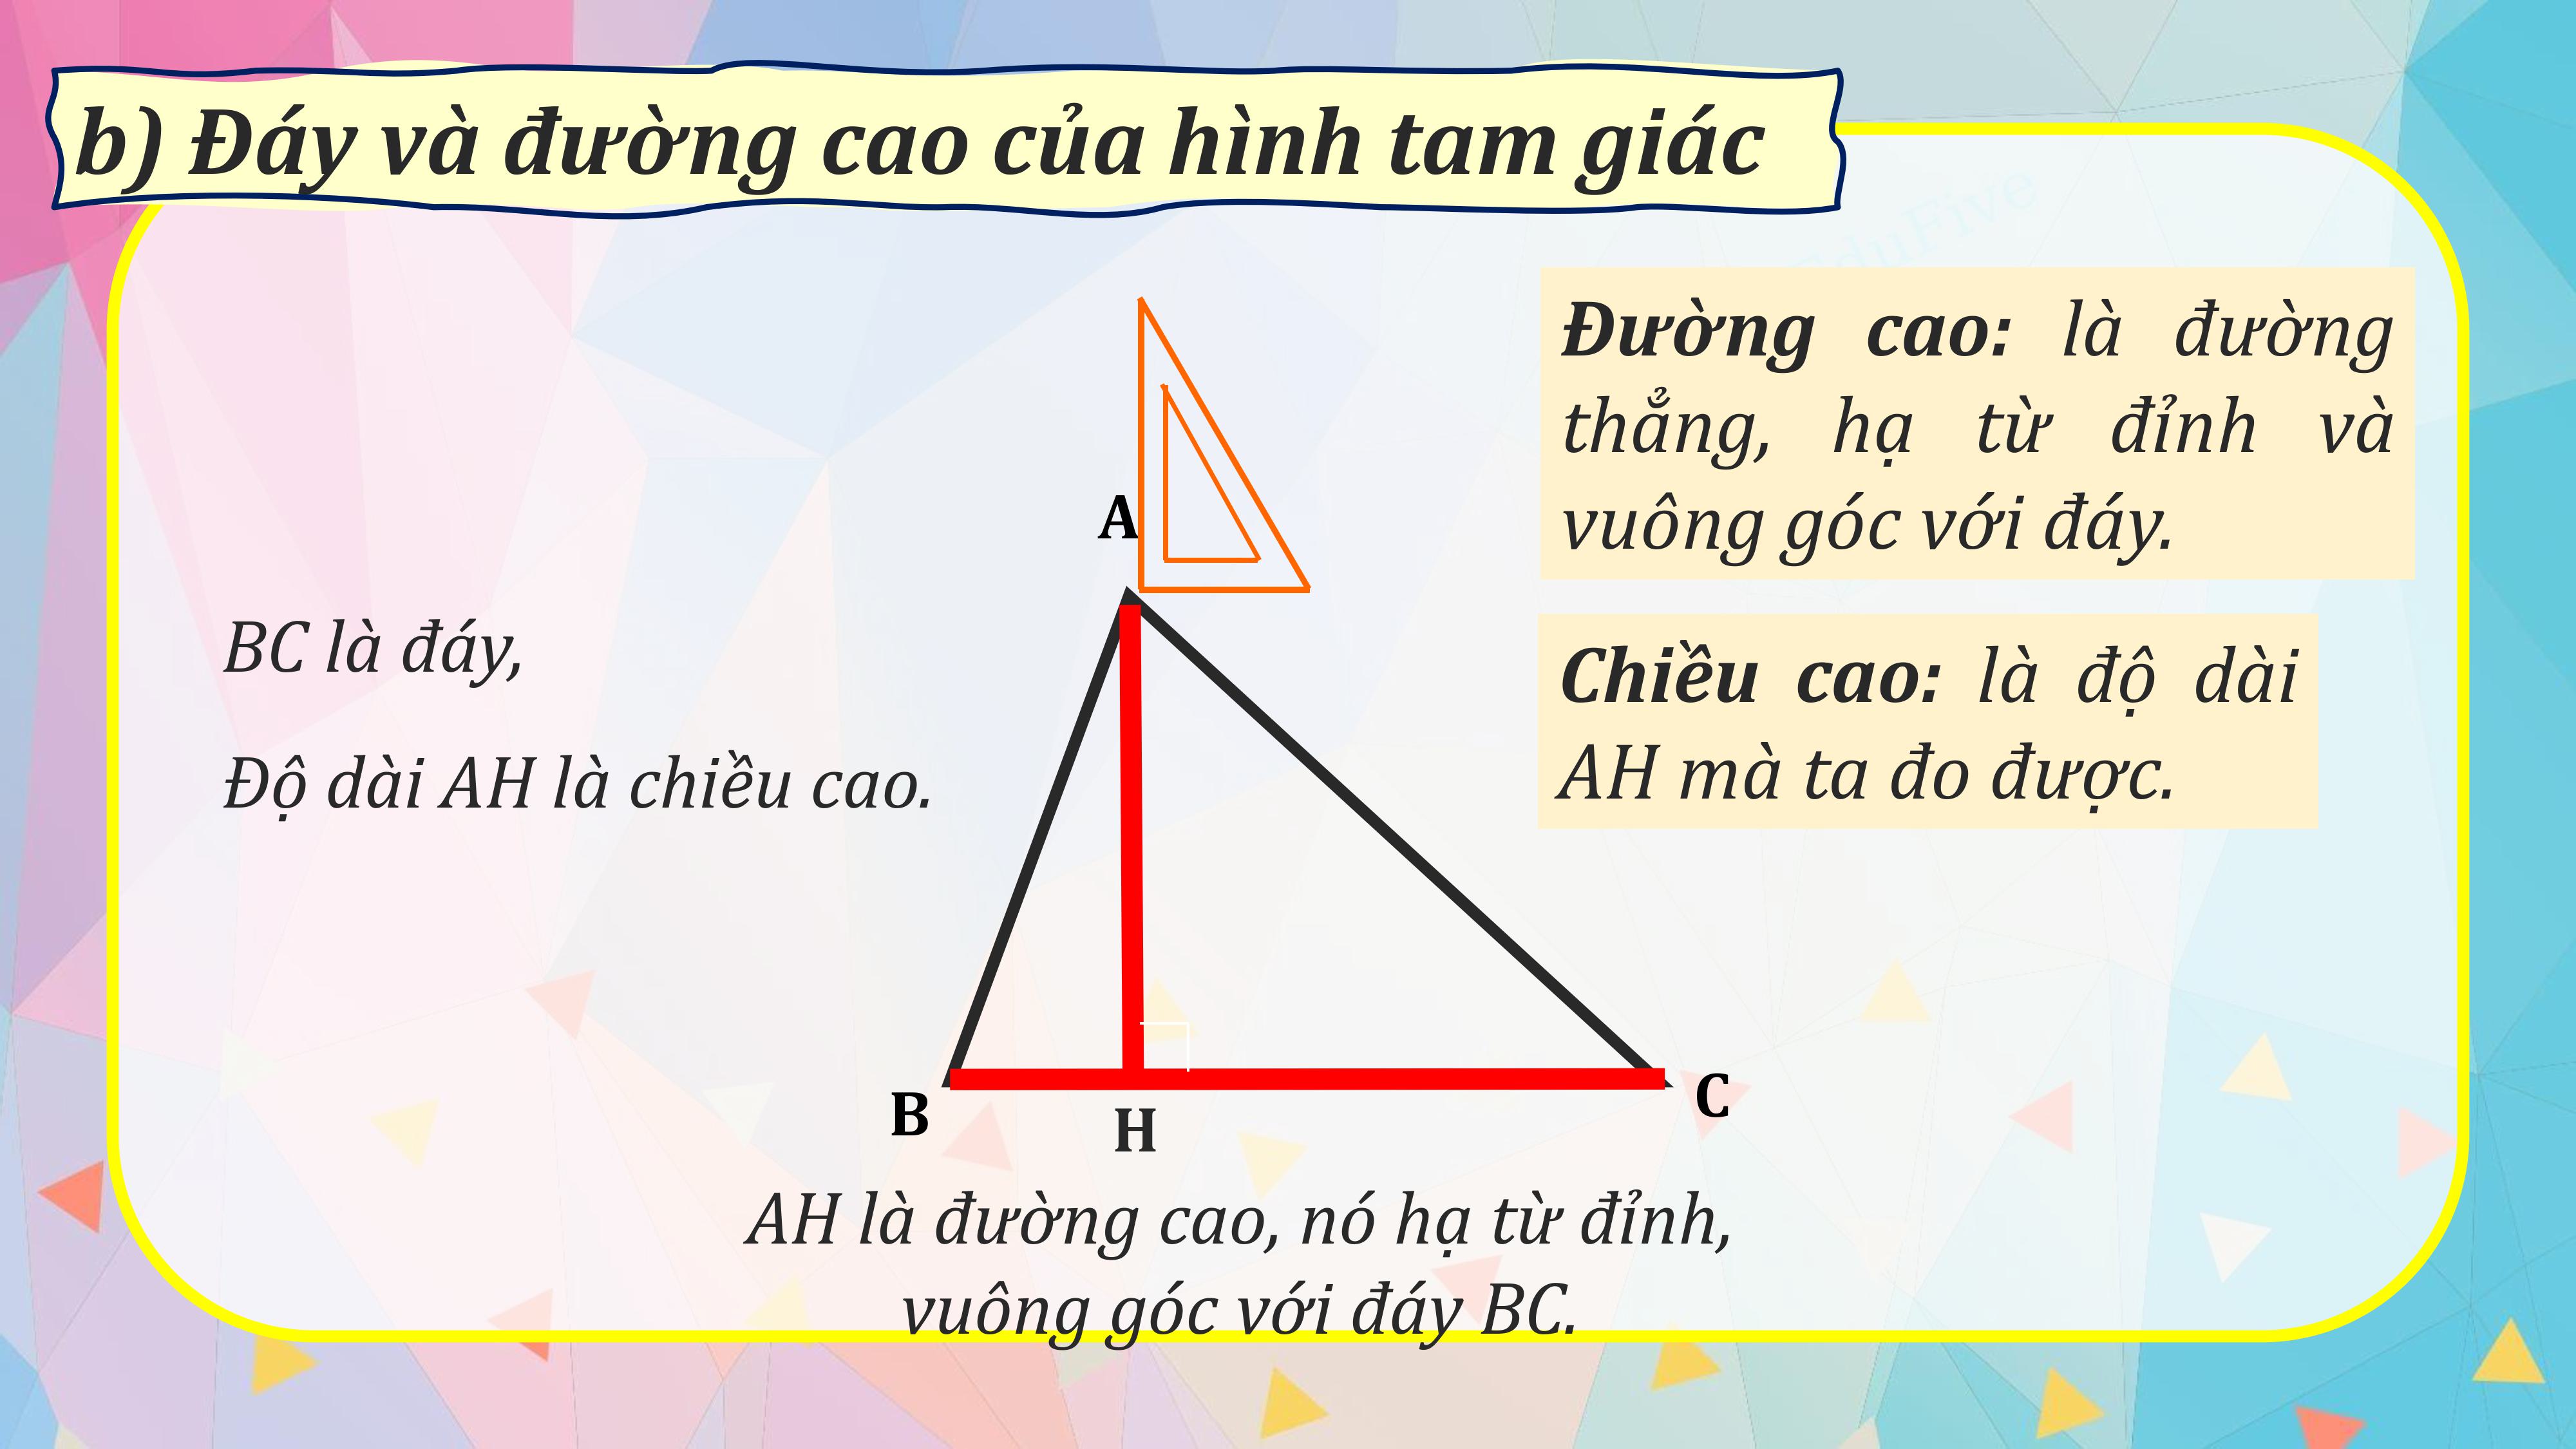 b) Đáy và đường cao của hình tam giác
Đường cao: là đường
thẳng, hạ từ đỉnh và
vuông góc với đáy.
A
BC là đáy,
Độ dài AH là chiều cao.
Chiều cao: là độ dài
AH mà ta đo được.
B
H
C
AH là đường cao, nó hạ từ đỉnh,
vuông góc với đáy BC.